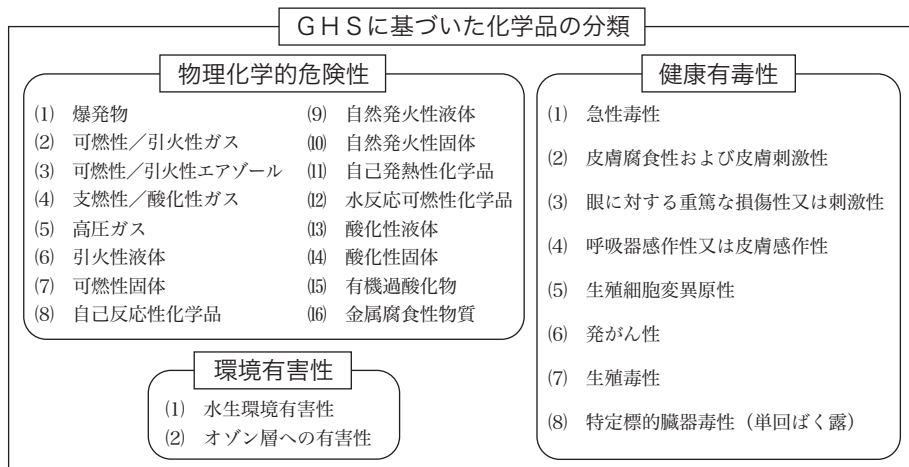 GHSに基づいた化学品の分類
物理化学的危険性
⑴ 爆発物
⑵ 可燃性／引火性ガス
⑶ 可燃性／引火性エアゾール
⑷ 支燃性／酸化性ガス
⑸ 高圧ガス
⑹ 引火性液体
⑺ 可燃性固体
⑻ 自己反応性化学品
⑼ 自然発火性液体
⑽ 自然発火性固体
⑾ 自己発熱性化学品
⑿ 水反応可燃性化学品
⒀ 酸化性液体
⒁ 酸化性固体
⒂ 有機過酸化物
⒃ 金属腐食性物質
健康有毒性
⑴ 急性毒性
⑵ 皮膚腐食性および皮膚刺激性
⑶ 眼に対する重篤な損傷性又は刺激性
⑷ 呼吸器感作性又は皮膚感作性
⑸ 生殖細胞変異原性
⑹ 発がん性
⑺ 生殖毒性
⑻ 特定標的臓器毒性（単回ばく露）
環境有害性
⑴ 水生環境有害性
⑵ オゾン層への有害性